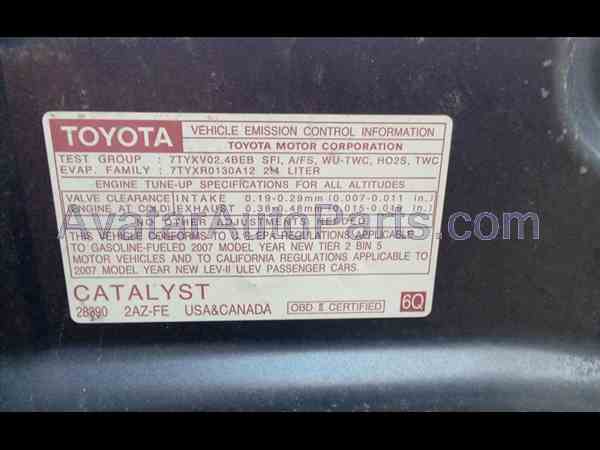 TOYOTA VEHICLE EMISSION CONTROL INFORMATION
TOYOTA MOTOR CORPORATION
TEST GROUP : 7TYXV02.4BEB SFI, A/FS, WU-TWC, HO2S, TWC
EVAP. FAMILY : 7TYXR0130A12 2.4 LITER
ENGINE TUNE-UP SPECIFICATIONS FOR ALL ALTITUDES
VALVE CLEARANCE INTAKE 0.19-0.29mm (0.007-0.011 in.)
ENGINE AT COLD EXHAUST 0.38-0.48mm (0.015-0.019 in.)
NO OTHER ADJUSTMENTS NEEDED.
AvatarAutoParts.com
THIS VEHICLE CONFORMS TO U.S. EPA REGULATIONS APPLICABLE
TO GASOLINE-FUELED 2007 MODEL YEAR NEW TIER 2 BIN 5
MOTOR VEHICLES AND TO CALIFORNIA REGULATIONS APPLICABLE TO
2007 MODEL YEAR NEW LEV-II ULEV PASSENGER CARS.
CATALYST
28390 2AZ-FE USA&CANADA OBD II CERTIFIED 6Q